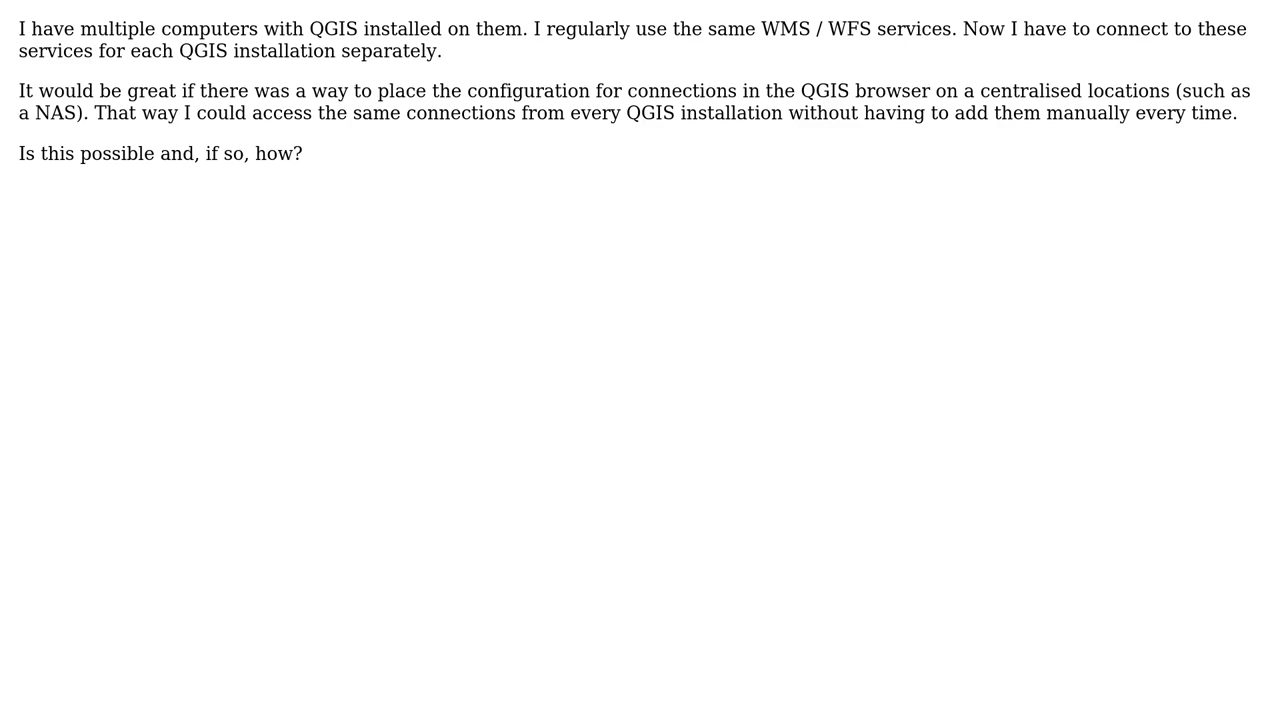 I have multiple computers with QGIS installed on them. I regularly use the same WMS / WFS services. Now I have to connect to these
services for each QGIS installation separately.
It would be great if there was a way to place the configuration for connections in the QGIS browser on a centralised locations (such as
a NAS). That way I could access the same connections from every QGIS installation without having to add them manually every time.
Is this possible and, if so, how?